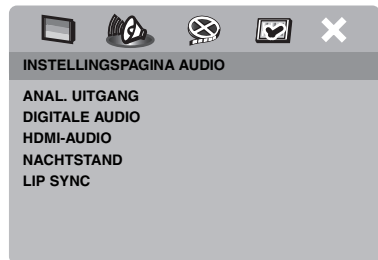 INSTELLINGSPAGINA AUDIO
ANAL. UITGANG
DIGITALE AUDIO
HDMI-AUDIO
NACHTSTAND
LIP SYNC